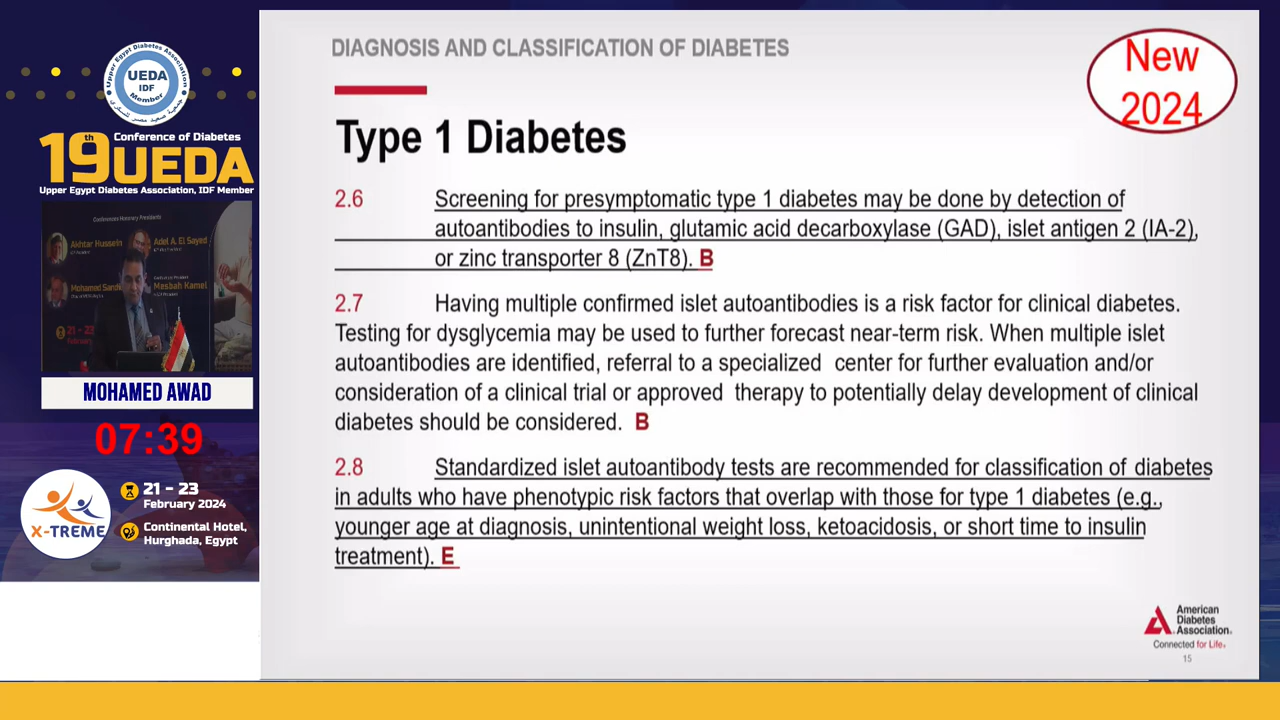 DIAGNOSIS AND CLASSIFICATION OF DIABETES
New
2024
Type 1 Diabetes
2.6 Screening for presymptomatic type 1 diabetes may be done by detection of
autoantibodies to insulin, glutamic acid decarboxylase (GAD), islet antigen 2 (IA-2),
or zinc transporter 8 (ZnT8). B
2.7 Having multiple confirmed islet autoantibodies is a risk factor for clinical diabetes.
Testing for dysglycemia may be used to further forecast near-term risk. When multiple islet
autoantibodies are identified, referral to a specialized center for further evaluation and/or
consideration of a clinical trial or approved therapy to potentially delay development of clinical
diabetes should be considered. B
2.8 Standardized islet autoantibody tests are recommended for classification of diabetes
in adults who have phenotypic risk factors that overlap with those for type 1 diabetes (e.g.,
younger age at diagnosis, unintentional weight loss, ketoacidosis, or short time to insulin
treatment). E
American
Diabetes
Association.
Connected for Life.
15
Upper Egypt Diabetes Association
UEDA
IDF
Member
جمعية صعيد مصر للسكري
19th Conference of Diabetes
UEDA
Upper Egypt Diabetes Association, IDF Member
Conferences Honorary Presidents
Akhtar Hussein
Adel A. El Sayed
Mesbah Kamel
21 - 23
MOHAMED AWAD
07:39
X-TREME
21 - 23
February 2024
Continental Hotel,
Hurghada, Egypt